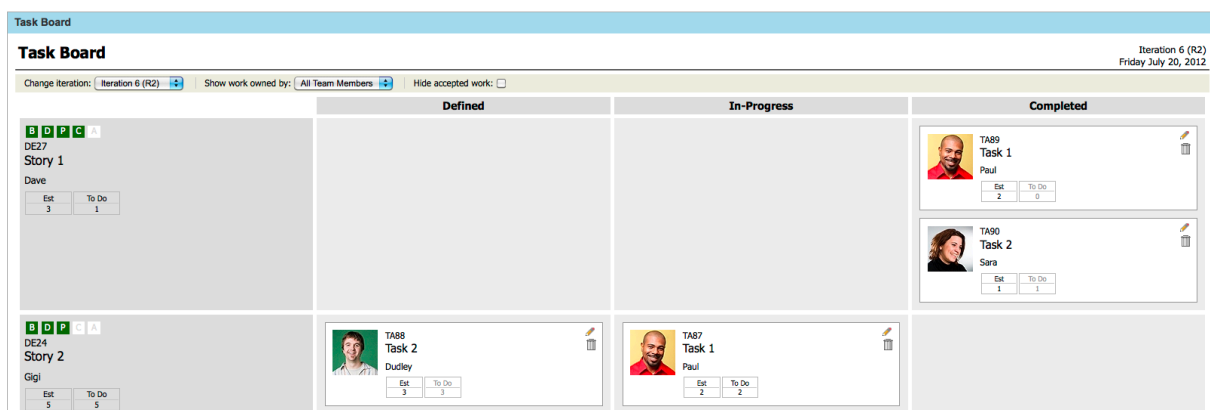 Task Board
Task Board
Iteration 6 (R2)
Friday July 20, 2012
Change iteration: Iteration 6 (R2) Show work owned by: All Team Members Hide accepted work:
Defined In-Progress Completed
B D P C A
DE27
Story 1
Dave
Est To Do
3 1
TA89
Task 1
Paul
Est To Do
2 0
TA90
Task 2
Sara
Est To Do
1 1
B D P C A
DE24
Story 2
Gigi
Est To Do
5 5
TA88
Task 2
Dudley
Est To Do
3 3
TA87
Task 1
Paul
Est To Do
2 2